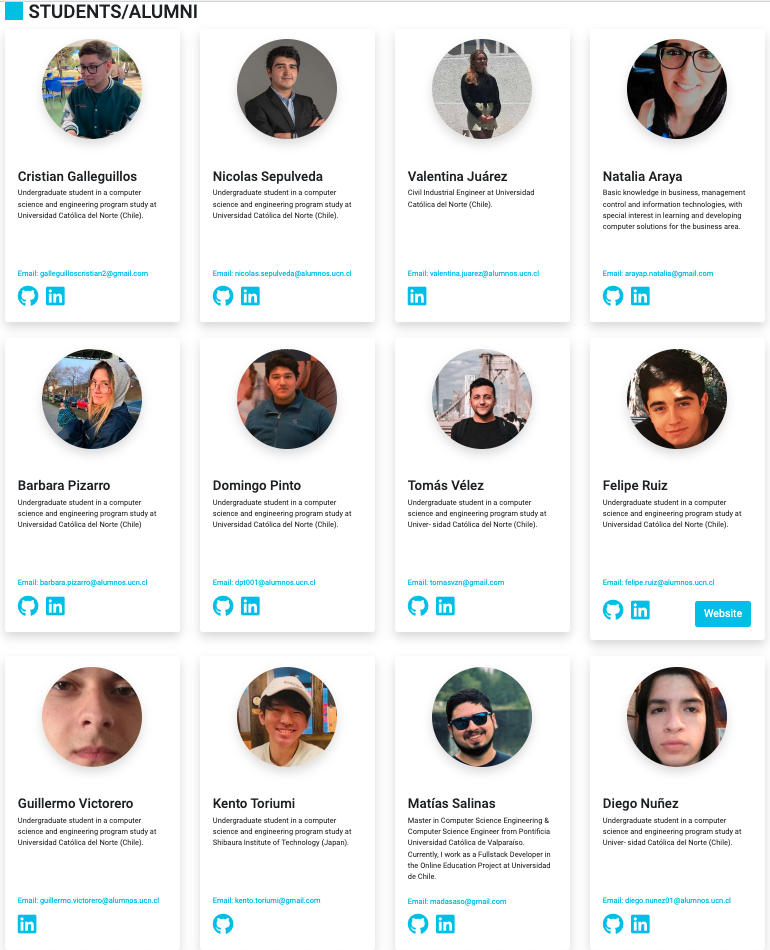 STUDENTS/ALUMNI
Cristian Galleguillos
Undergraduate student in a computer
science and engineering program study at
Universidad Católica del Norte (Chile).
Email: galleguilloscristian2@gmail.com
Nicolas Sepulveda
Undergraduate student in a computer
science and engineering program study at
Universidad Católica del Norte (Chile).
Email: nicolas.sepulveda@alumnos.ucn.cl
Valentina Juárez
Civil Industrial Engineer at Universidad
Católica del Norte (Chile).
Email: valentina.juarez@alumnos.ucn.cl
Natalia Araya
Basic knowledge in business, management
control and information technologies, with
special interest in learning and developing
computer solutions for the business area.
Email: arayap.natalia@gmail.com
Barbara Pizarro
Undergraduate student in a computer
science and engineering program study at
Universidad Católica del Norte (Chile)
Email: barbara.pizarro@alumnos.ucn.cl
Domingo Pinto
Undergraduate student in a computer
science and engineering program study at
Universidad Católica del Norte (Chile).
Email: dpt001@alumnos.ucn.cl
Tomás Vélez
Undergraduate student in a computer
science and engineering program study at
Univer- sidad Católica del Norte (Chile).
Email: tomasvzn@gmail.com
Felipe Ruiz
Undergraduate student in a computer
science and engineering program study at
Universidad Católica del Norte (Chile).
Email: felipe.ruiz@alumnos.ucn.cl
Website
Guillermo Victorero
Undergraduate student in a computer
science and engineering program study at
Universidad Católica del Norte (Chile).
Email: guillermo.victorero@alumnos.ucn.cl
Kento Toriumi
Undergraduate student in a computer
science and engineering program study at
Shibaura Institute of Technology (Japan).
Email: kento.toriumi@gmail.com
Matías Salinas
Master in Computer Science Engineering &
Computer Science Engineer from Pontificia
Universidad Católica de Valparaíso.
Currently, I work as a Fullstack Developer in
the Online Education Project at Universidad
de Chile.
Email: madasaso@gmail.com
Diego Nuñez
Undergraduate student in a computer
science and engineering program study at
Univer- sidad Católica del Norte (Chile).
Email: diego.nunez01@alumnos.ucn.cl